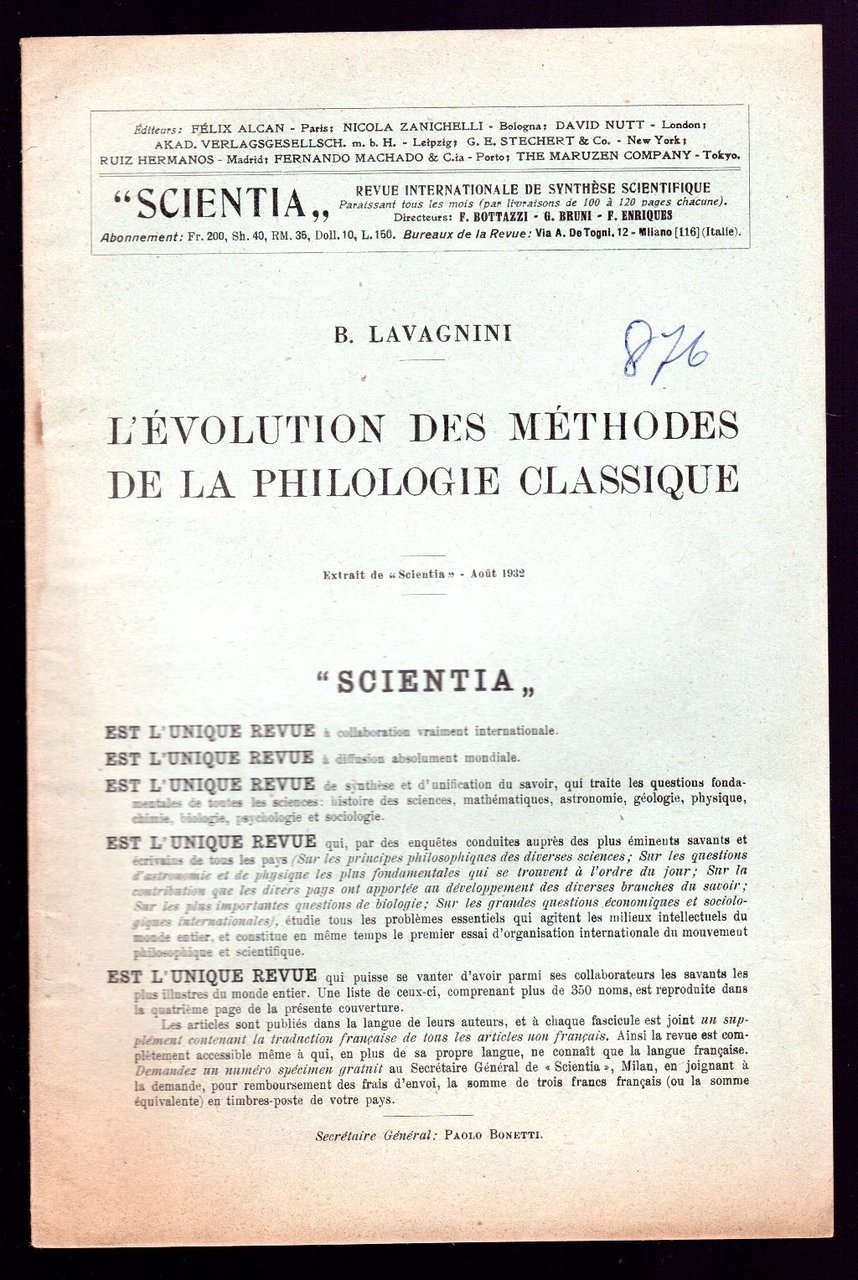 Éditeurs: FÉLIX ALCAN - Paris; NICOLA ZANICHELLI - Bologna; DAVID NUTT - London;
AKAD. VERLAGSGESELLSCH. m. b. H. - Leipzig; G. E. STECHERT & Co. - New York;
RUIZ HERMANOS - Madrid; FERNANDO MACHADO & C.ia - Porto; THE MARUZEN COMPANY - Tokyo.
“SCIENTIA„
REVUE INTERNATIONALE DE SYNTHÈSE SCIENTIFIQUE
Paraissant tous les mois (par livraisons de 100 à 120 pages chacune).
Directeurs: F. BOTTAZZI - G. BRUNI - F. ENRIQUES
Abonnement: Fr. 200, Sh. 40, RM. 35, Doll. 10, L. 150. Bureaux de la Revue: Via A. De Togni, 12 - Milano [116] (Italie).
B. LAVAGNINI
876
L'ÉVOLUTION DES MÉTHODES
DE LA PHILOLOGIE CLASSIQUE
Extrait de “Scientia„ - Août 1932
“SCIENTIA„
EST L'UNIQUE REVUE à collaboration vraiment internationale.
EST L'UNIQUE REVUE à diffusion absolument mondiale.
EST L'UNIQUE REVUE de synthèse et d'unification du savoir, qui traite les questions fonda-
mentales de toutes les sciences: histoire des sciences, mathématiques, astronomie, géologie, physique,
chimie, biologie, psychologie et sociologie.
EST L'UNIQUE REVUE qui, par des enquêtes conduites auprès des plus éminents savants et
écrivains de tous les pays (Sur les principes philosophiques des diverses sciences; Sur les questions
d'astronomie et de physique les plus fondamentales qui se trouvent à l'ordre du jour; Sur la
contribution que les divers pays ont apportée au développement des diverses branches du savoir;
Sur les plus importantes questions de biologie; Sur les grandes questions économiques et sociolo-
giques internationales), étudie tous les problèmes essentiels qui agitent les milieux intellectuels du
monde entier, et constitue en même temps le premier essai d'organisation internationale du mouvement
philosophique et scientifique.
EST L'UNIQUE REVUE qui puisse se vanter d'avoir parmi ses collaborateurs les savants les
plus illustres du monde entier. Une liste de ceux-ci, comprenant plus de 350 noms, est reproduite dans
la quatrième page de la présente couverture.
Les articles sont publiés dans la langue de leurs auteurs, et à chaque fascicule est joint un sup-
plément contenant la traduction française de tous les articles non français. Ainsi la revue est com-
plètement accessible même à qui, en plus de sa propre langue, ne connaît que la langue française.
Demandez un numéro spécimen gratuit au Secrétaire Général de « Scientia », Milan, en joignant à
la demande, pour remboursement des frais d'envoi, la somme de trois francs français (ou la somme
équivalente) en timbres-poste de votre pays.
Secrétaire Général: PAOLO BONETTI.